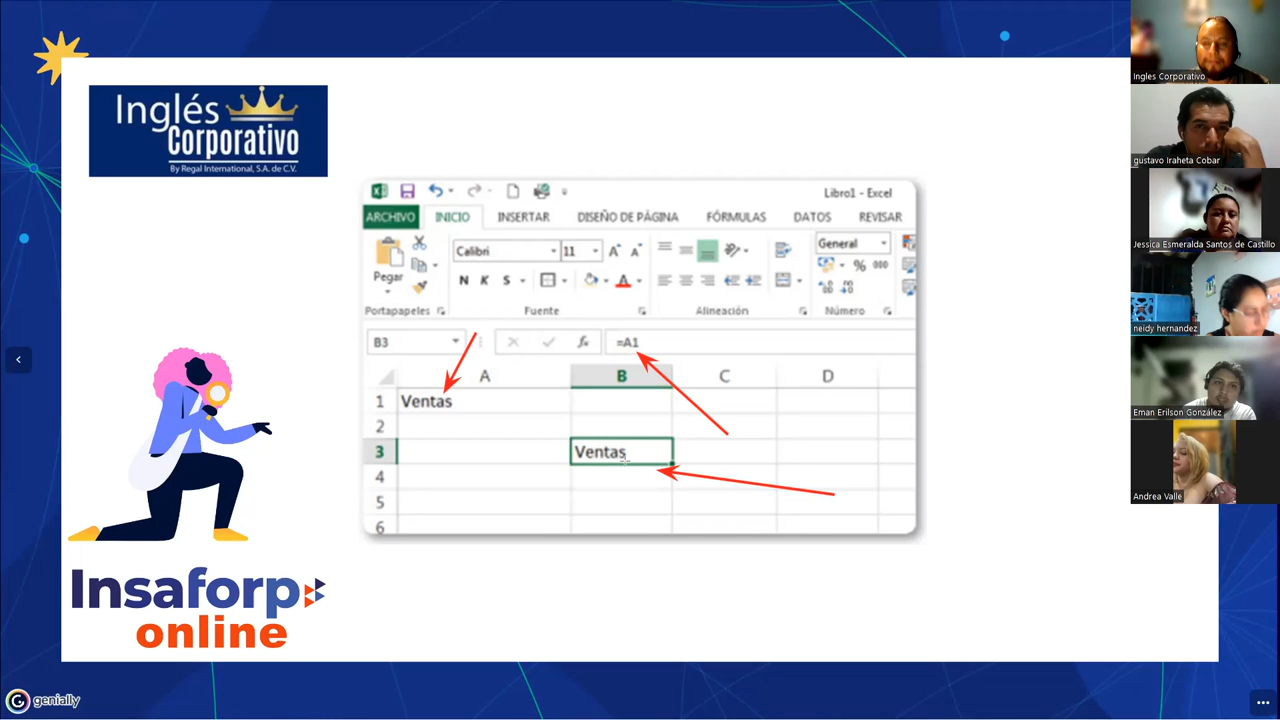 Inglés
Corporativo
By Regal International, S.A. de C.V.
Libro1 - Excel
ARCHIVO INICIO INSERTAR DISEÑO DE PÁGINA FÓRMULAS DATOS REVISAR
Calibri 11 General
Pegar
N K S
% 000
Portapapeles Fuente Alineación Número
B3 fx =A1
A B C D
1 Ventas
2
3 Ventas
4
5
6
Insaforp
online
genially
Ingles Corporativo
gustavo Iraheta Cobar
Jessica Esmeralda Santos de Castillo
neidy hernandez
Eman Erilson González
Andrea Valle